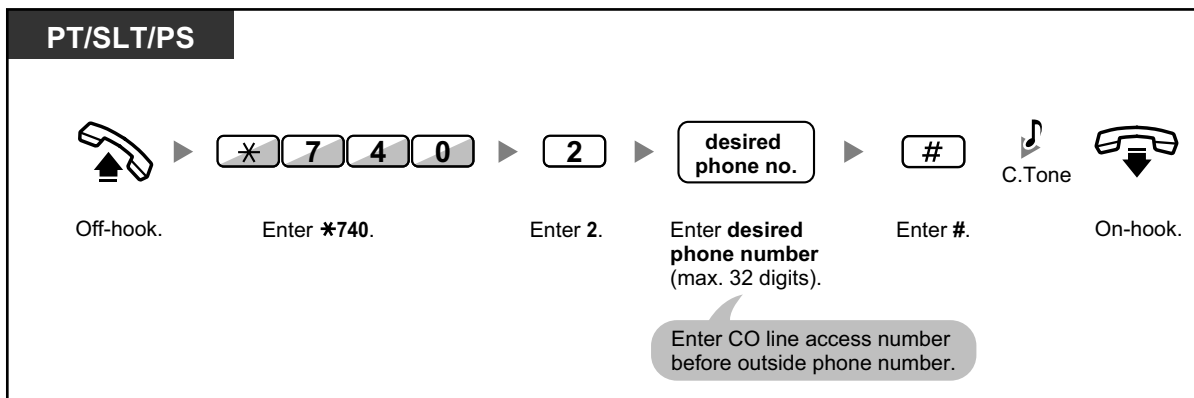 PT/SLT/PS
* 7 4 0
2
desired
phone no.
#
C.Tone
Off-hook.
Enter *740.
Enter 2.
Enter desired
phone number
(max. 32 digits).
Enter #.
On-hook.
Enter CO line access number
before outside phone number.